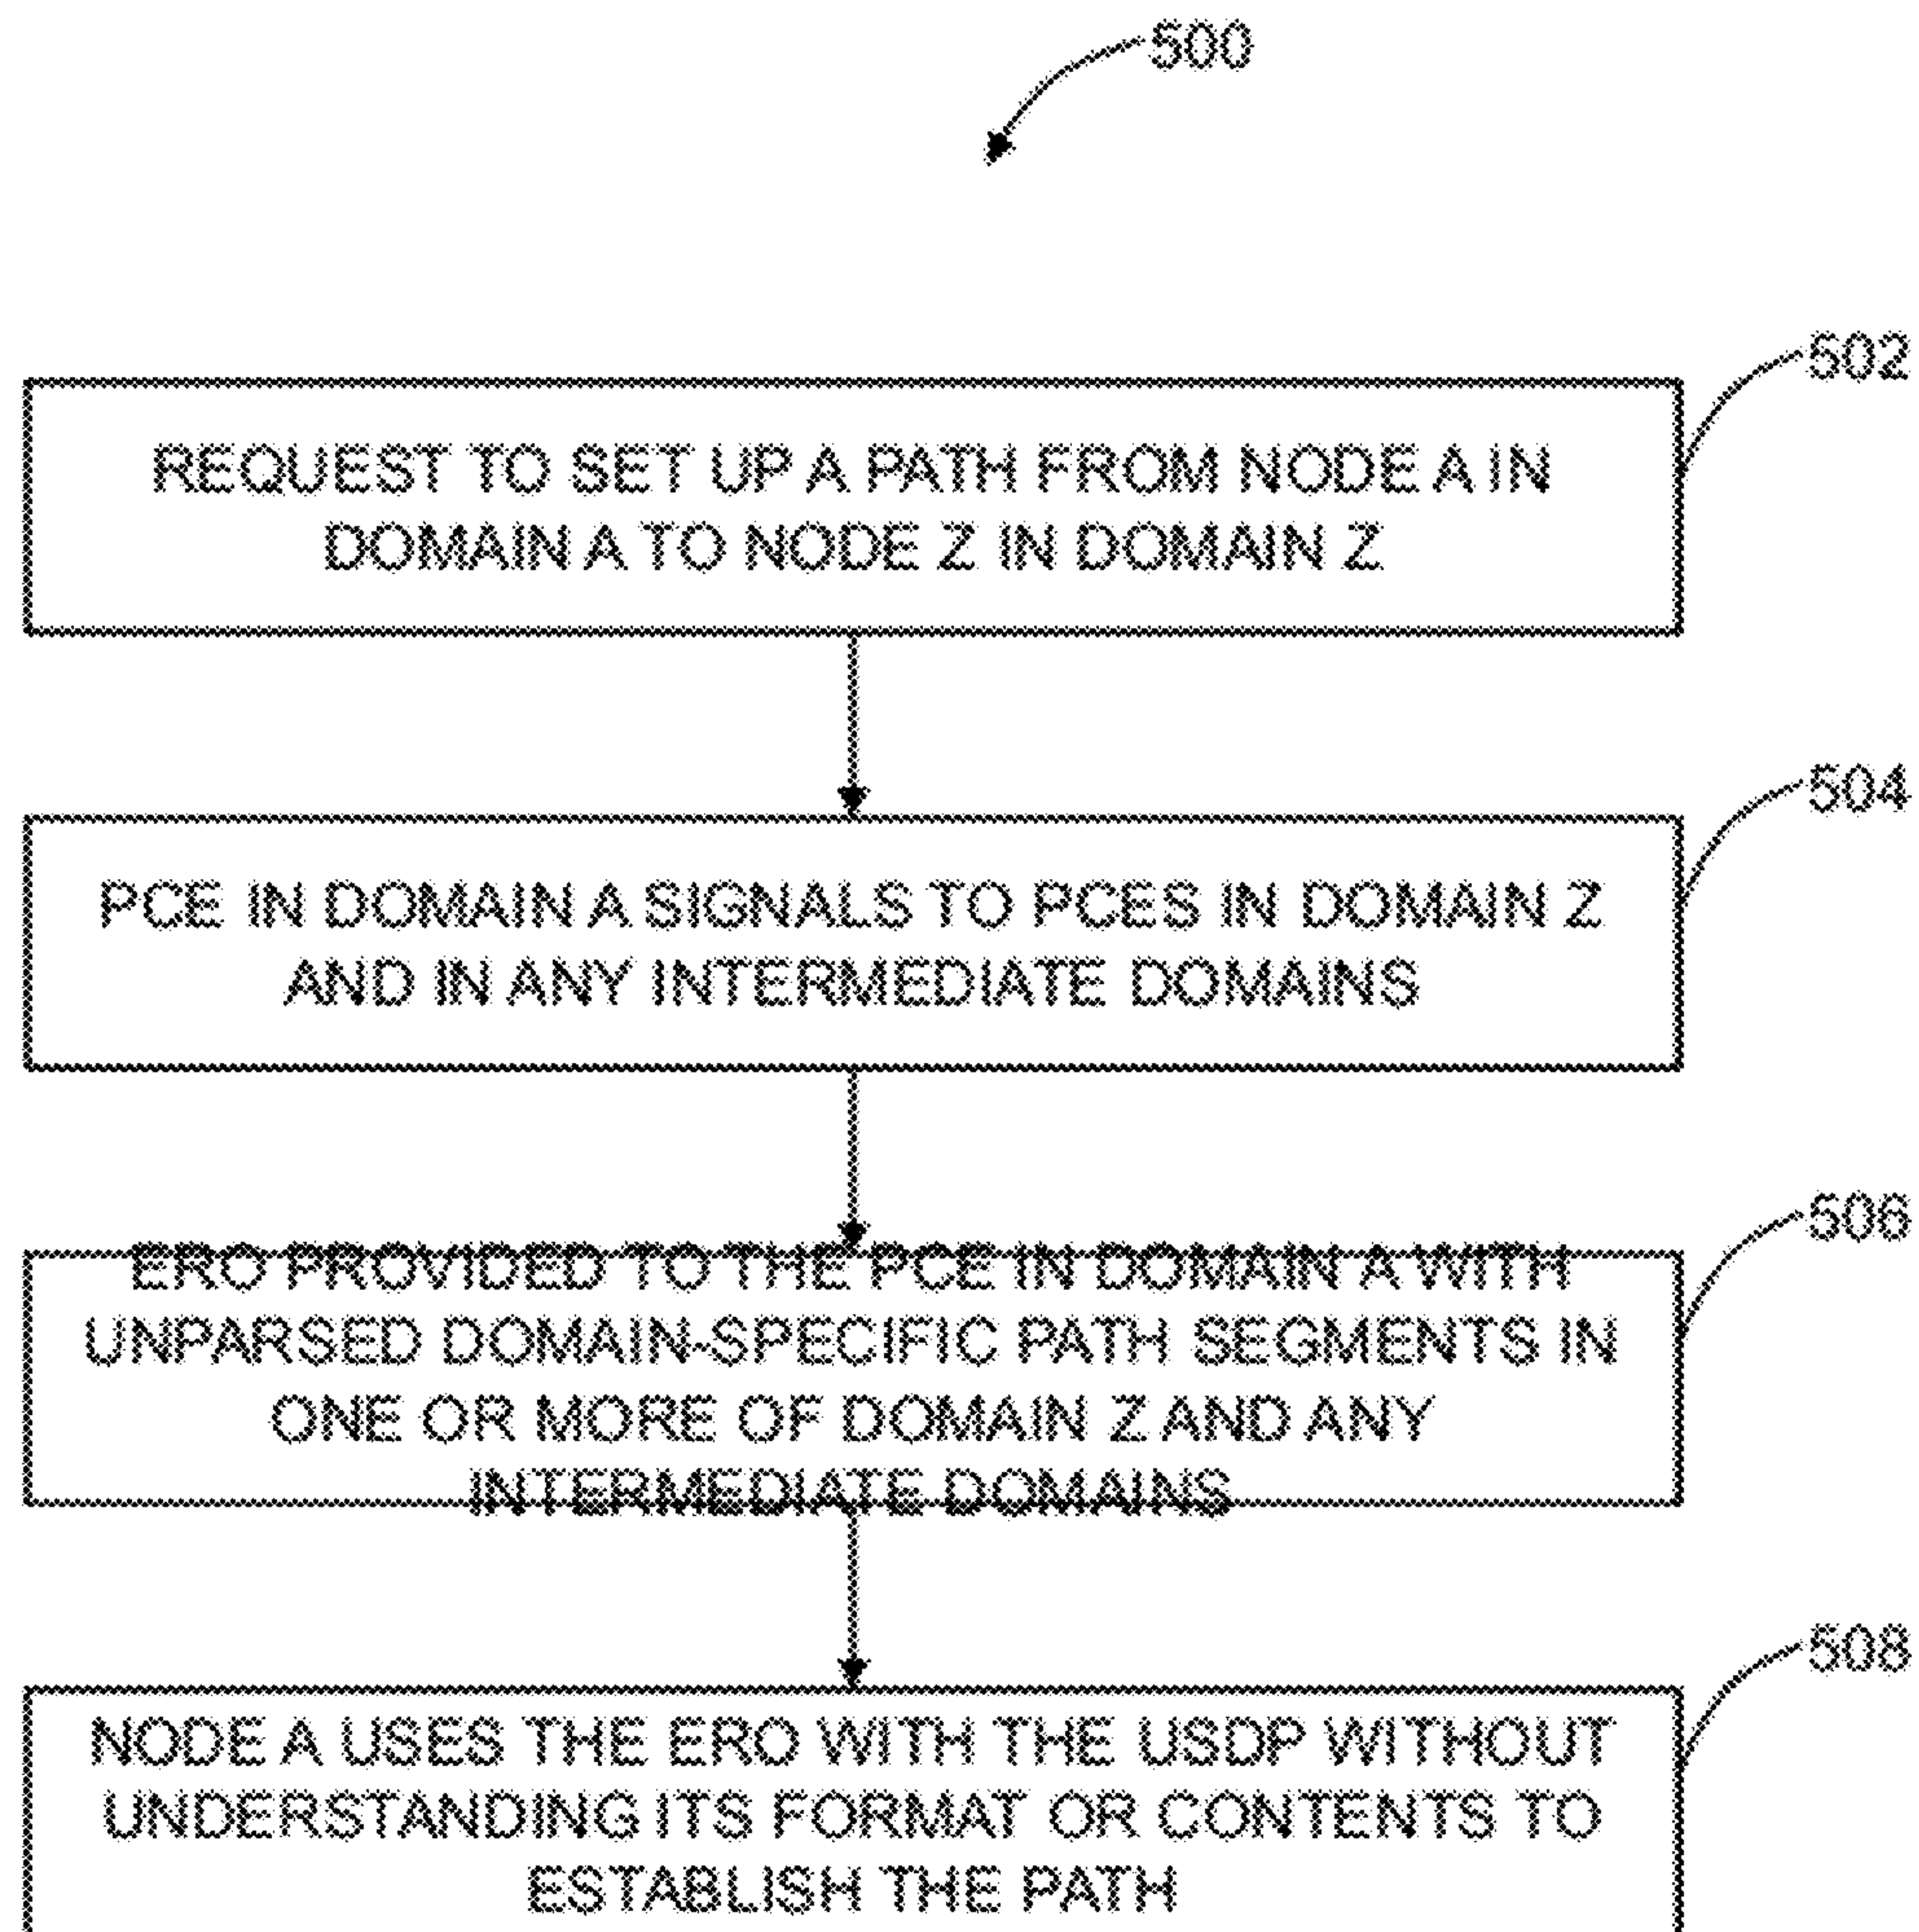 500
502
REQUEST TO SET UP A PATH FROM NODE A IN
DOMAIN A TO NODE Z IN DOMAIN Z
504
PCE IN DOMAIN A SIGNALS TO PCES IN DOMAIN Z
AND IN ANY INTERMEDIATE DOMAINS
506
ERO PROVIDED TO THE PCE IN DOMAIN A WITH
UNPARSED DOMAIN-SPECIFIC PATH SEGMENTS IN
ONE OR MORE OF DOMAIN Z AND ANY
INTERMEDIATE DOMAINS
508
NODE A USES THE ERO WITH THE USDP WITHOUT
UNDERSTANDING ITS FORMAT OR CONTENTS TO
ESTABLISH THE PATH